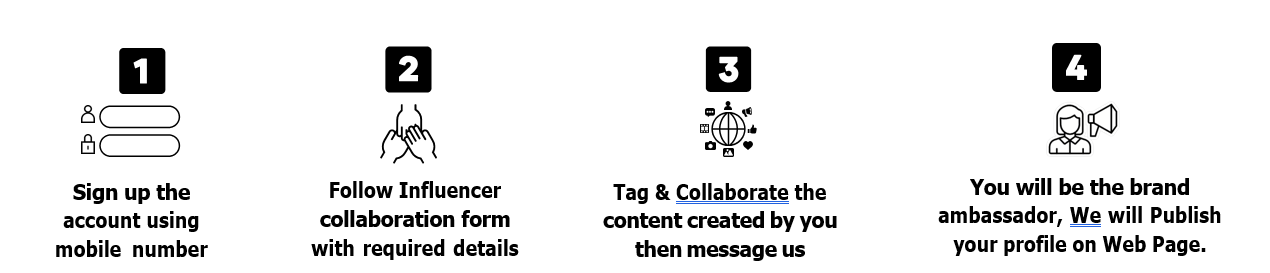 1
Sign up the
account using
mobile number
2
Follow Influencer
collaboration form
with required details
3
Tag & Collaborate the
content created by you
then message us
4
You will be the brand
ambassador, We will Publish
your profile on Web Page.